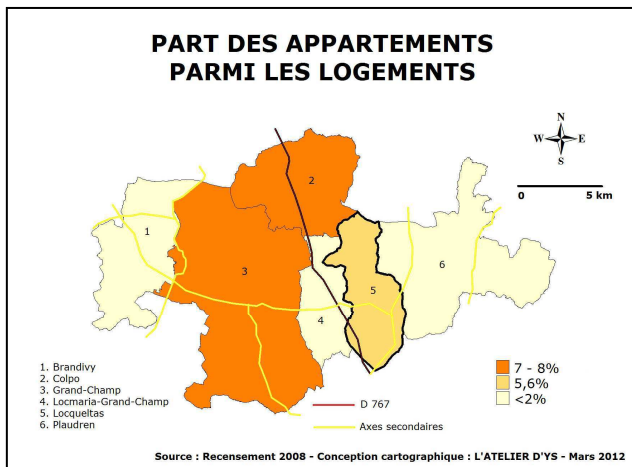 PART DES APPARTEMENTS
PARMI LES LOGEMENTS
N
W E
S
0 5 km
2
1
6
3
5
4
1. Brandivy
2. Colpo
3. Grand-Champ
4. Locmaria-Grand-Champ
5. Locqueltas
6. Plaudren
D 767
Axes secondaires
7 - 8%
5,6%
<2%
Source : Recensement 2008 - Conception cartographique : L'ATELIER D'YS - Mars 2012